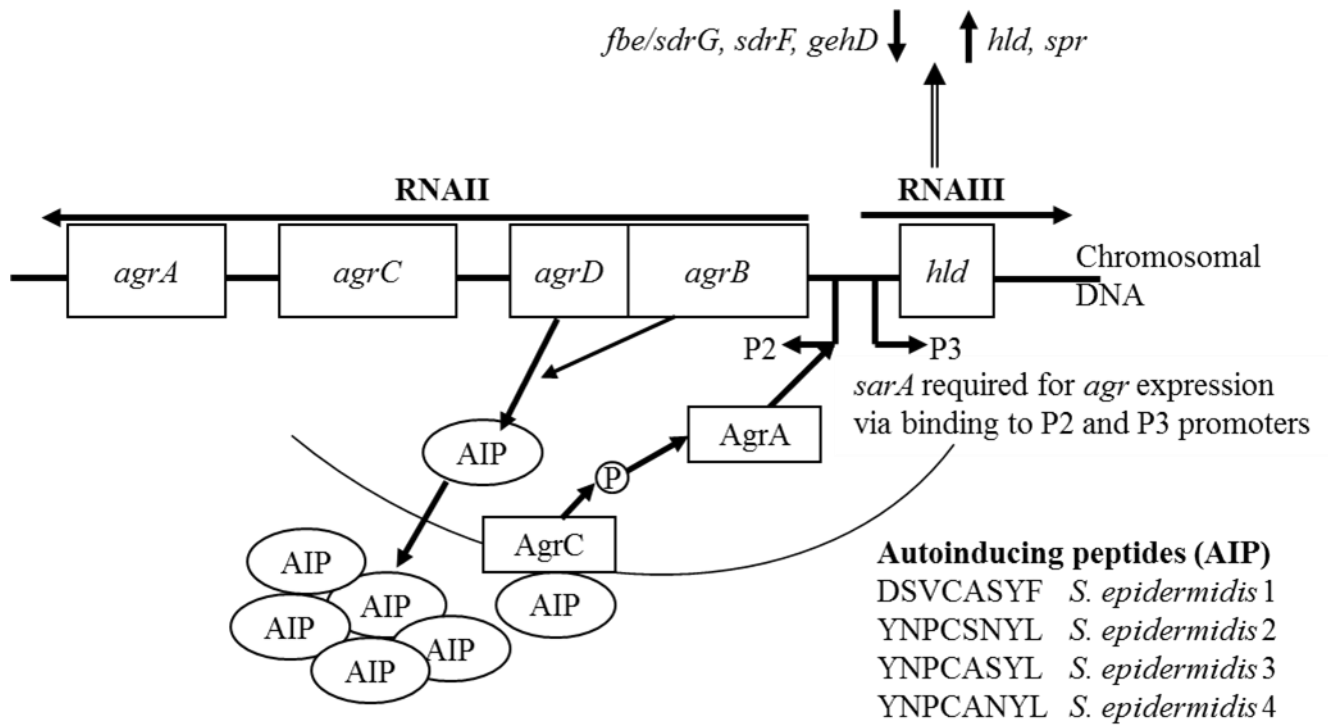 fbe/sdrG, sdrF, gehD
hld, spr
RNAII
RNAIII
agrA
agrC
agrD
agrB
hld
Chromosomal
DNA
P2
P3
sarA required for agr expression
via binding to P2 and P3 promoters
AgrA
AIP
P
AgrC
AIP
AIP
AIP
AIP
AIP
AIP
Autoinducing peptides (AIP)
DSVCASYF S. epidermidis 1
YNPCSNYL S. epidermidis 2
YNPCASYL S. epidermidis 3
YNPCANYL S. epidermidis 4